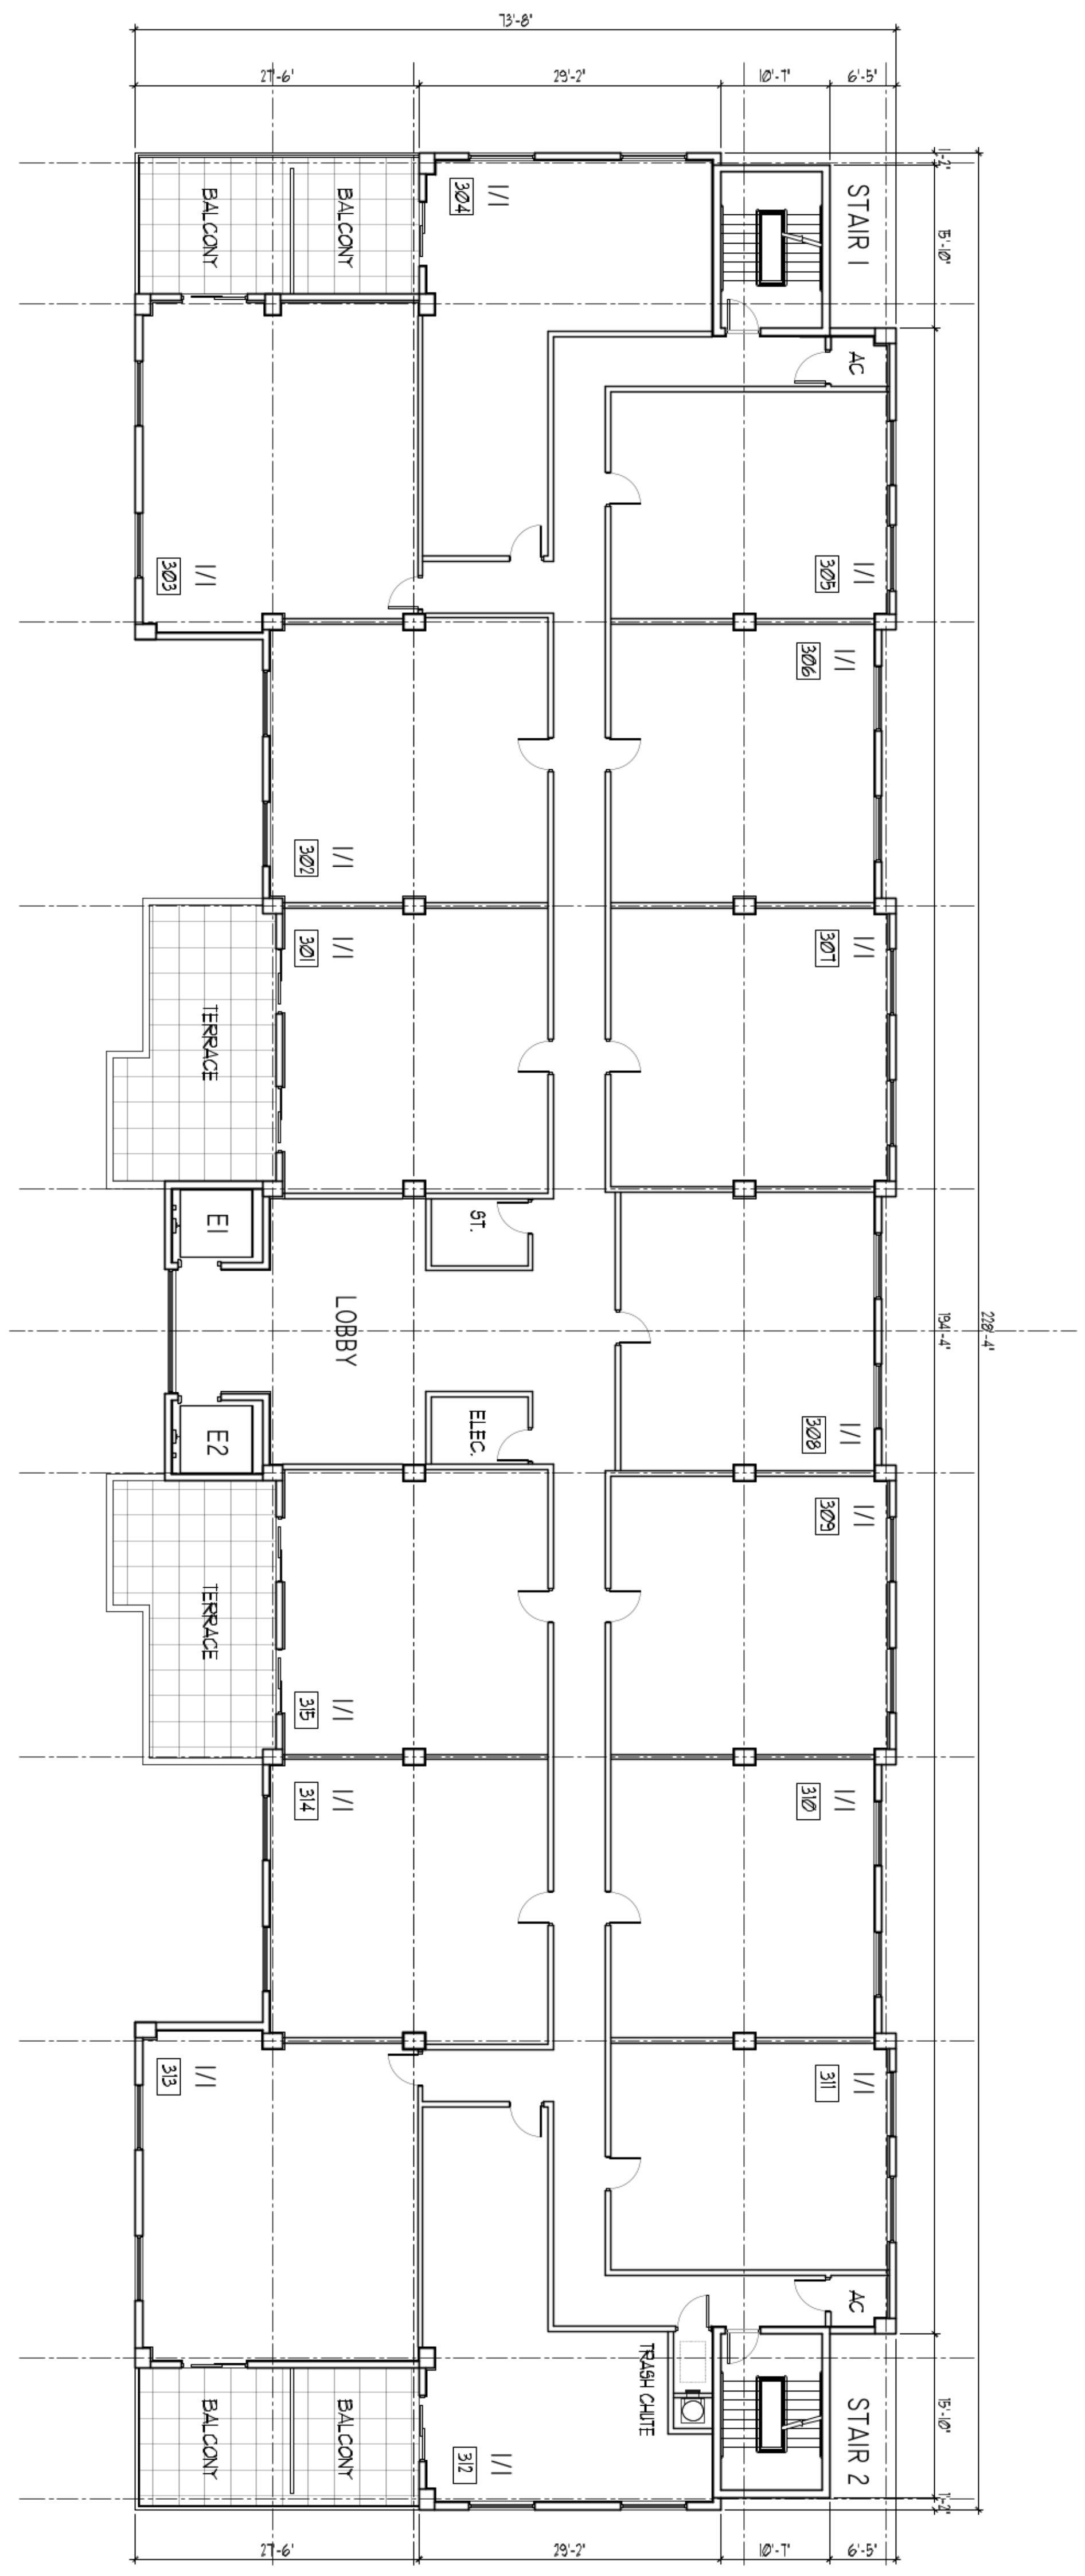 73'-8"
27'-6"
29'-2"
10'-7"
6'-5"
1'-2"
15'-10"
STAIR 1
BALCONY
BALCONY
304
1/1
AC
303
1/1
305
1/1
306
1/1
302
1/1
301
1/1
307
1/1
TERRACE
E1
ST.
LOBBY
194'-4"
228'-4"
E2
ELEC.
308
1/1
309
1/1
TERRACE
315
1/1
314
1/1
310
1/1
313
1/1
311
1/1
AC
TRASH CHUTE
STAIR 2
15'-10"
BALCONY
BALCONY
312
1/1
1'-2"
27'-6"
29'-2"
10'-7"
6'-5"